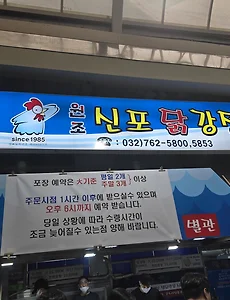 원조 신포 닭강
since 1985
☎ : 032)762-5800,5853
포장 예약은 大기준 평일 2개 주말 3개 이상
주문시점 1시간 이후에 받으실수 있으며
오후 6시까지 예약 받습니다.
당일 상황에 따라 수령시간이
조금 늦어질수 있는점 양해 바랍니다.
별관